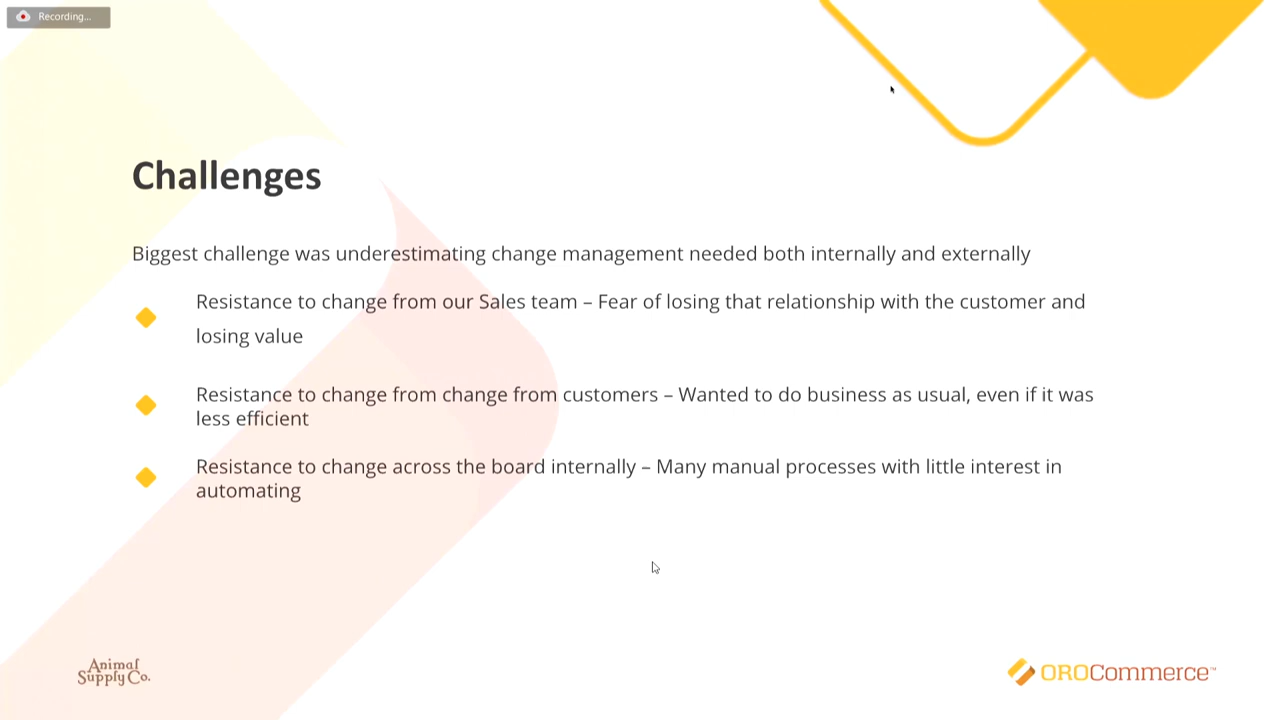 Recording...
Challenges
Biggest challenge was underestimating change management needed both internally and externally
Resistance to change from our Sales team – Fear of losing that relationship with the customer and
losing value
Resistance to change from change from customers – Wanted to do business as usual, even if it was
less efficient
Resistance to change across the board internally – Many manual processes with little interest in
automating
Animal
Supply Co.
OROCommerce™